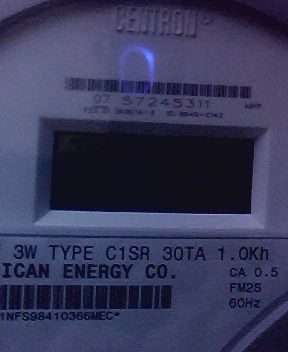 CENTRON®
07 57245311
3W TYPE C1SR 30TA 1.0Kh
ICAN ENERGY CO. CA 0.5
FM2S
60Hz
1NFS98410366MEC*